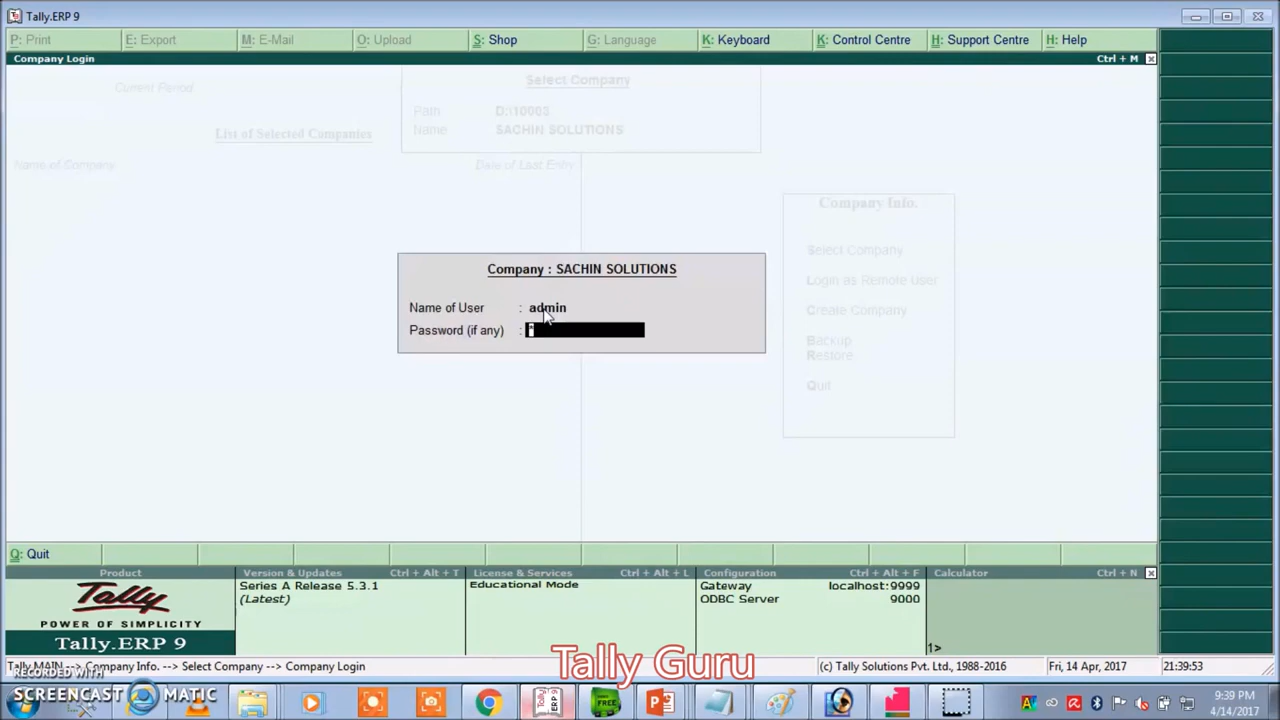 Tally.ERP 9
P: Print
E: Export
M: E-Mail
O: Upload
S: Shop
G: Language
K: Keyboard
K: Control Centre
H: Support Centre
H: Help
Company Login
Ctrl + M
Current Period
Select Company
Path D:\10003
Name SACHIN SOLUTIONS
List of Selected Companies
Name of Company
Date of Last Entry
Company Info.
Select Company
Login as Remote User
Create Company
Backup
Restore
Quit
Company : SACHIN SOLUTIONS
Name of User : admin
Password (if any) :
Q: Quit
Product
Tally
POWER OF SIMPLICITY
Tally.ERP 9
Version & Updates Ctrl + Alt + T
Series A Release 5.3.1
(Latest)
License & Services Ctrl + Alt + L
Educational Mode
Configuration Ctrl + Alt + F
Gateway localhost:9999
ODBC Server 9000
Calculator Ctrl + N
1>
Tally Guru
Tally MAIN --> Company Info. --> Select Company --> Company Login
(c) Tally Solutions Pvt. Ltd., 1988-2016
Fri, 14 Apr, 2017
21:39:53
RECORDED WITH
SCREENCAST MATIC
9:39 PM
4/14/2017